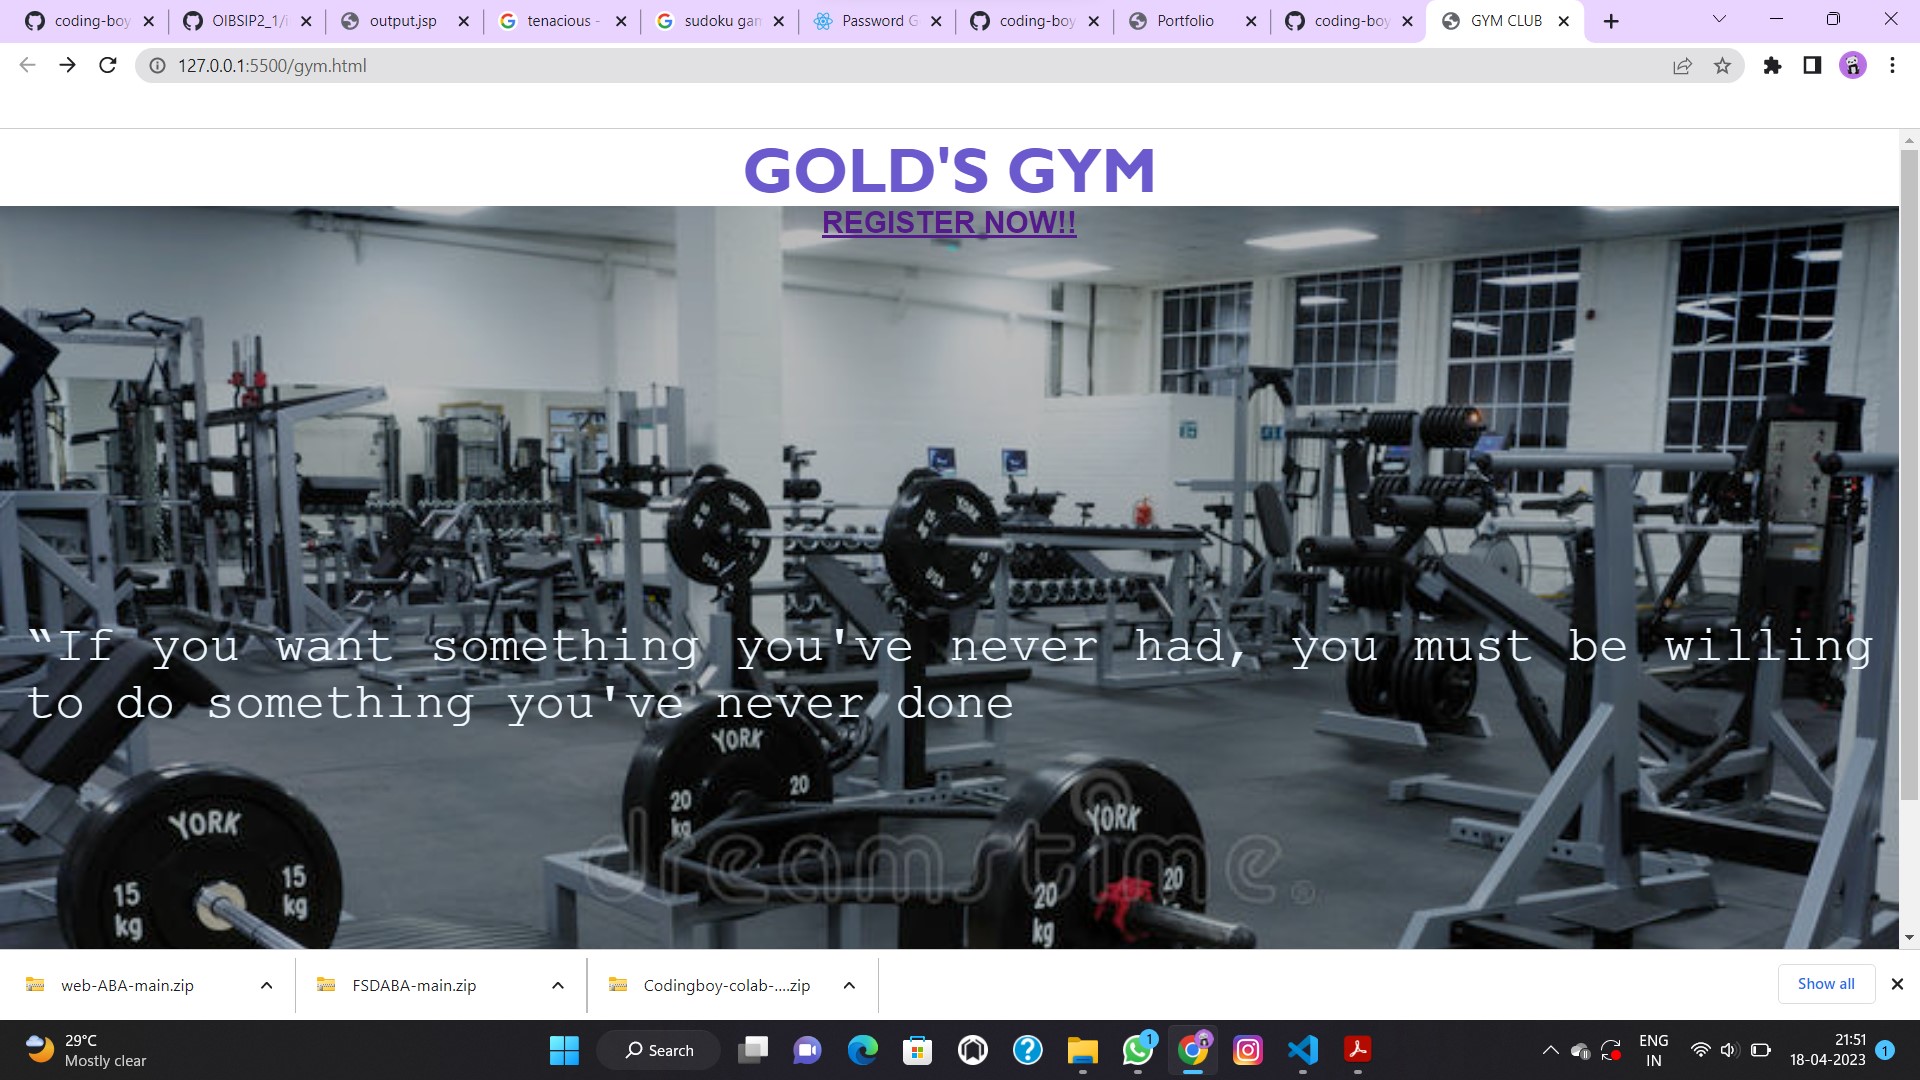 coding-boy
OIBSIP2_1/i
output.jsp
tenacious -
sudoku gam
Password G
coding-boy
Portfolio
coding-boy
GYM CLUB
127.0.0.1:5500/gym.html
GOLD'S GYM
REGISTER NOW!!
“If you want something you've never had, you must be willing
to do something you've never done
YORK
15
kg
15
kg
YORK
20
kg
20
YORK
20
kg
20
dreamstime.
web-ABA-main.zip
FSDABA-main.zip
Codingboy-colab-....zip
Show all
29°C
Mostly clear
Search
1
ENG
IN
21:51
18-04-2023
1